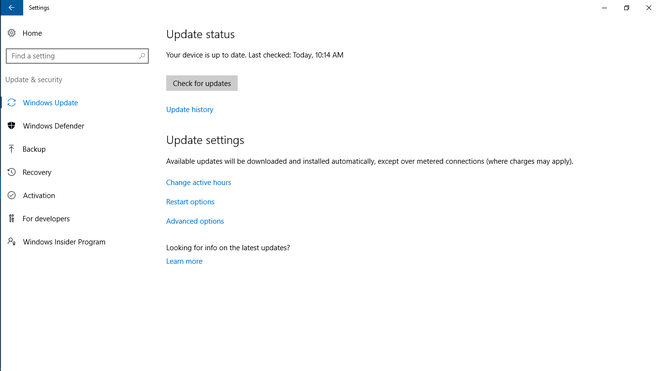 Settings
Home
Find a setting
Update & security
Windows Update
Windows Defender
Backup
Recovery
Activation
For developers
Windows Insider Program
Update status
Your device is up to date. Last checked: Today, 10:14 AM
Check for updates
Update history
Update settings
Available updates will be downloaded and installed automatically, except over metered connections (where charges may apply).
Change active hours
Restart options
Advanced options
Looking for info on the latest updates?
Learn more